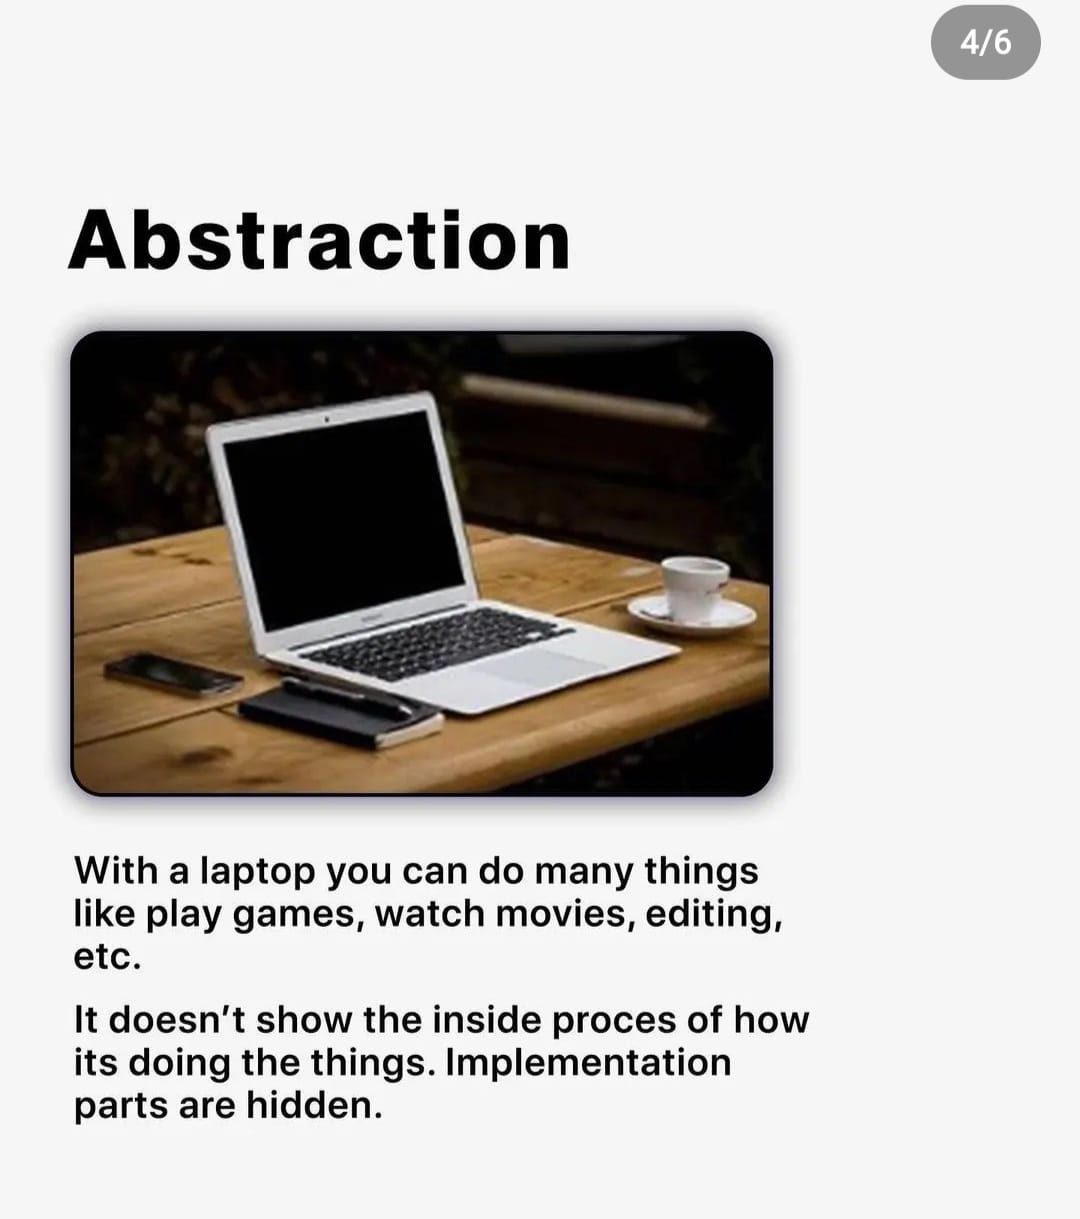 4/6
Abstraction
With a laptop you can do many things
like play games, watch movies, editing,
etc.
It doesn’t show the inside proces of how
its doing the things. Implementation
parts are hidden.